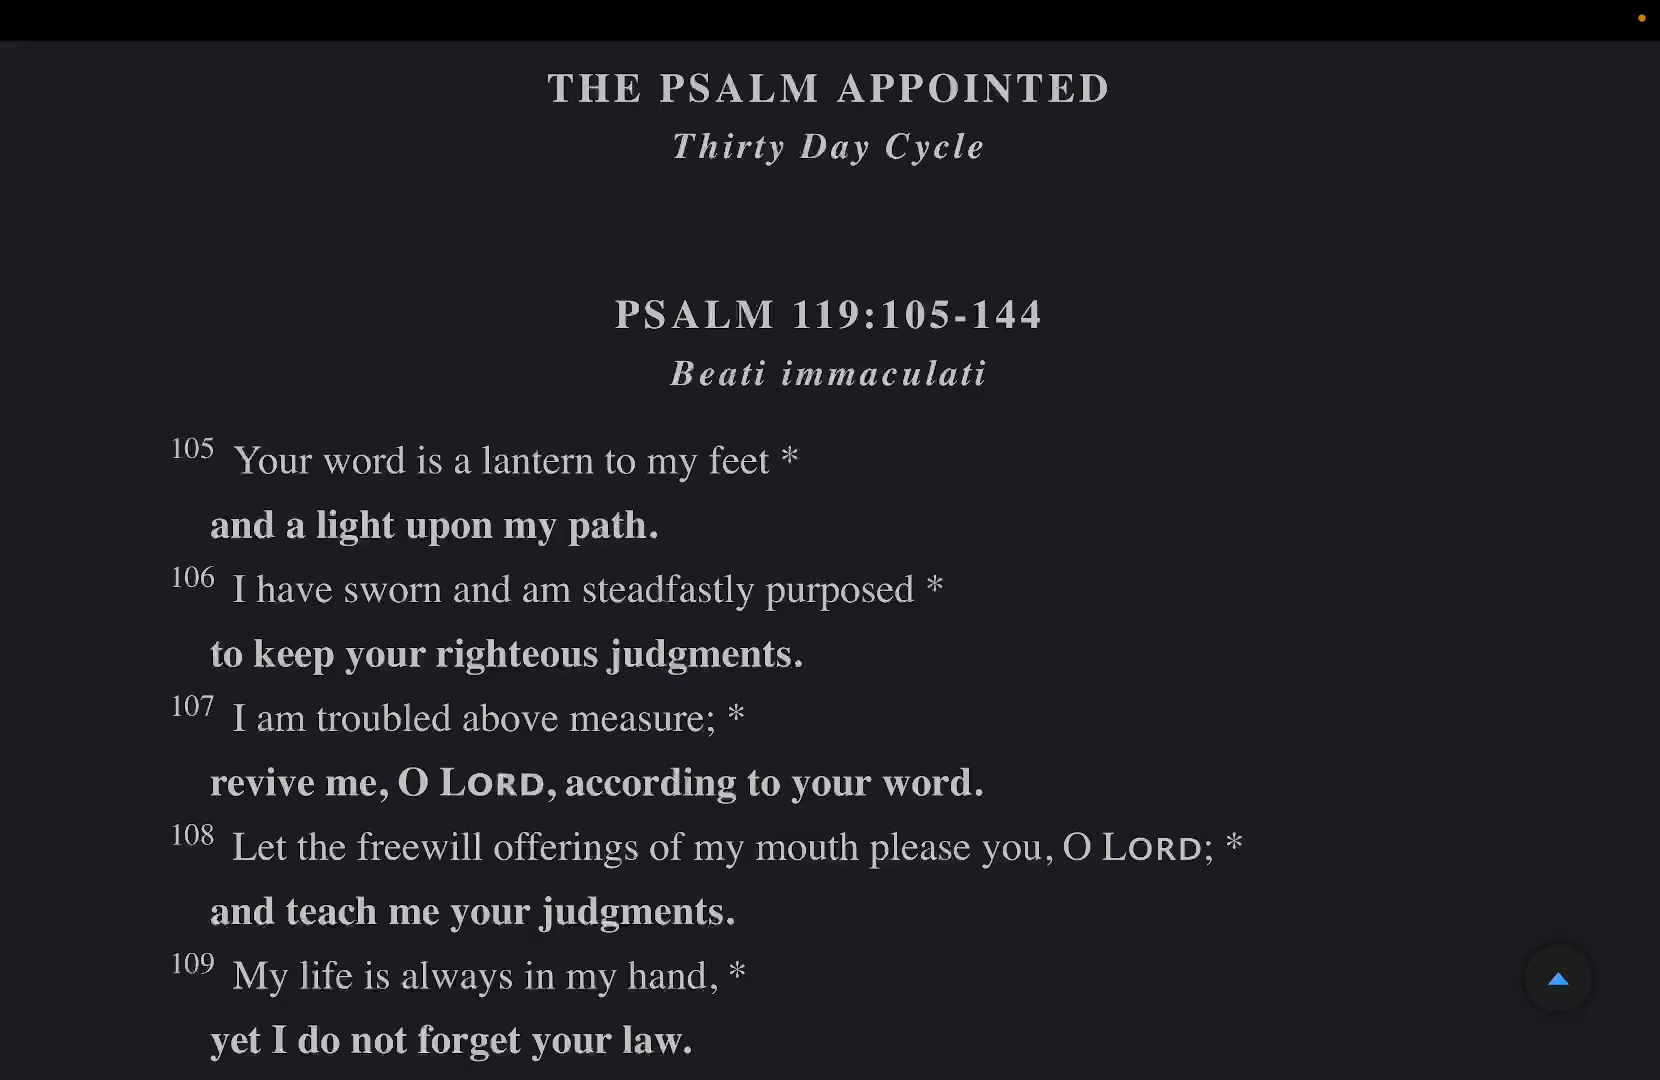 THE PSALM APPOINTED
Thirty Day Cycle
PSALM 119:105-144
Beati immaculati
105 Your word is a lantern to my feet *
and a light upon my path.
106 I have sworn and am steadfastly purposed *
to keep your righteous judgments.
107 I am troubled above measure; *
revive me, O LORD, according to your word.
108 Let the freewill offerings of my mouth please you, O LORD; *
and teach me your judgments.
109 My life is always in my hand, *
yet I do not forget your law.